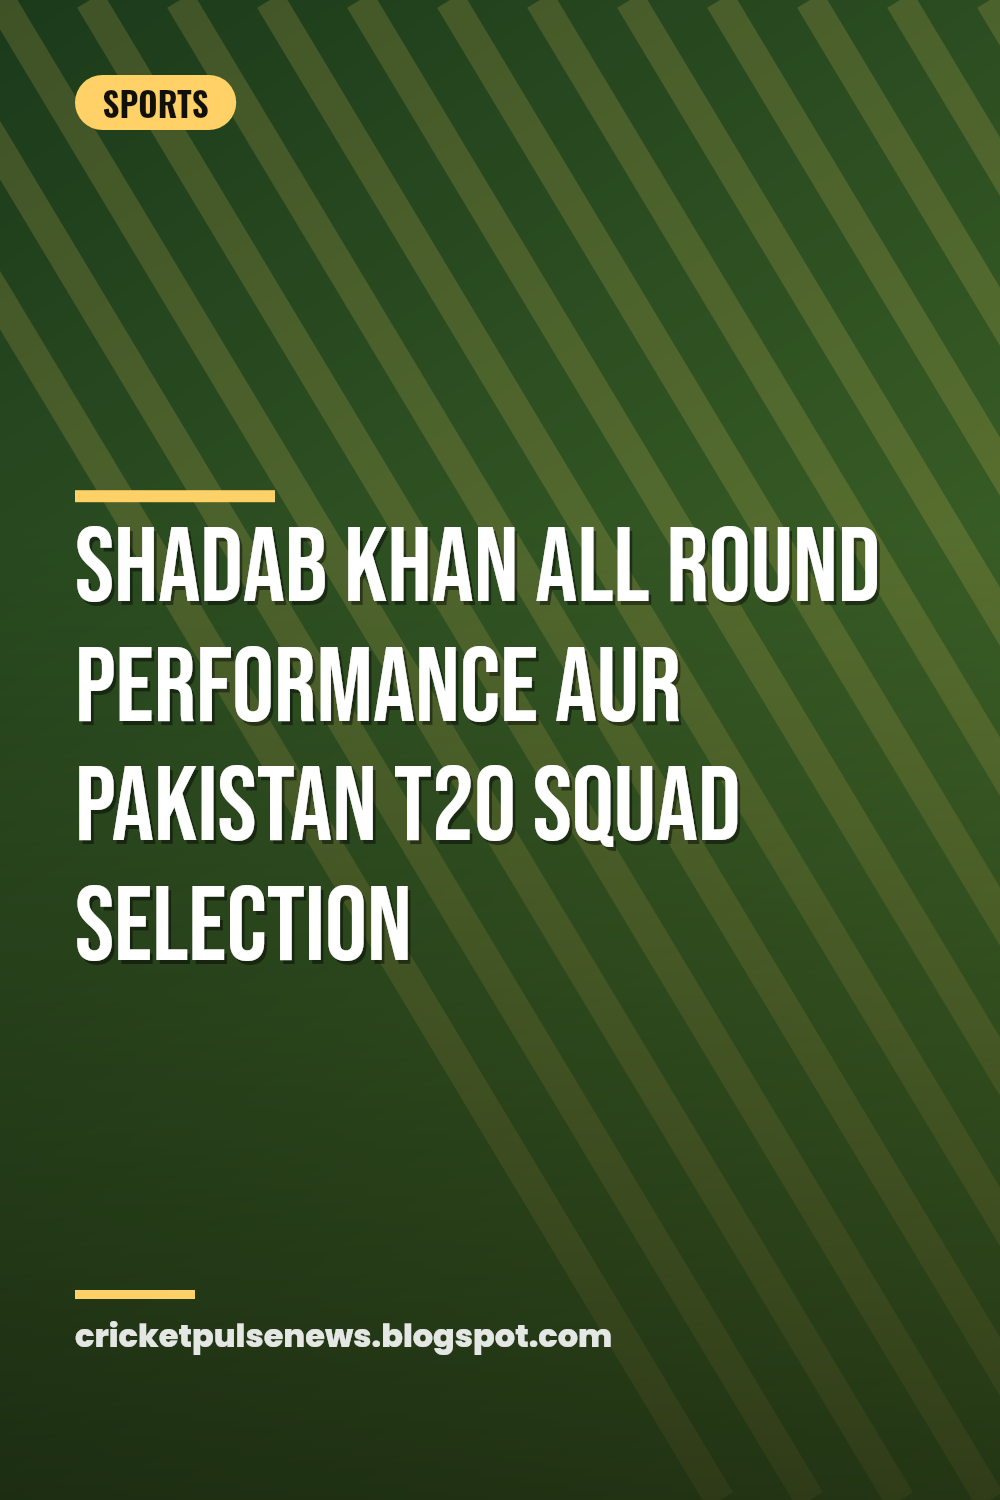 SPORTS
SHADAB KHAN ALL ROUND
PERFORMANCE AUR
PAKISTAN T20 SQUAD
SELECTION
cricketpulsenews.blogspot.com